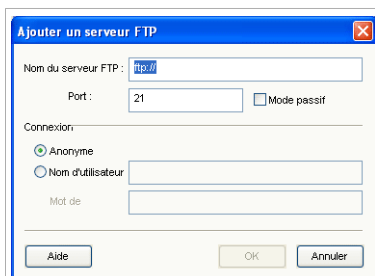 Ajouter un serveur FTP
Nom du serveur FTP : ftp://
Port : 21 Mode passif
Connexion
Anonyme
Nom d'utilisateur
Mot de
Aide OK Annuler